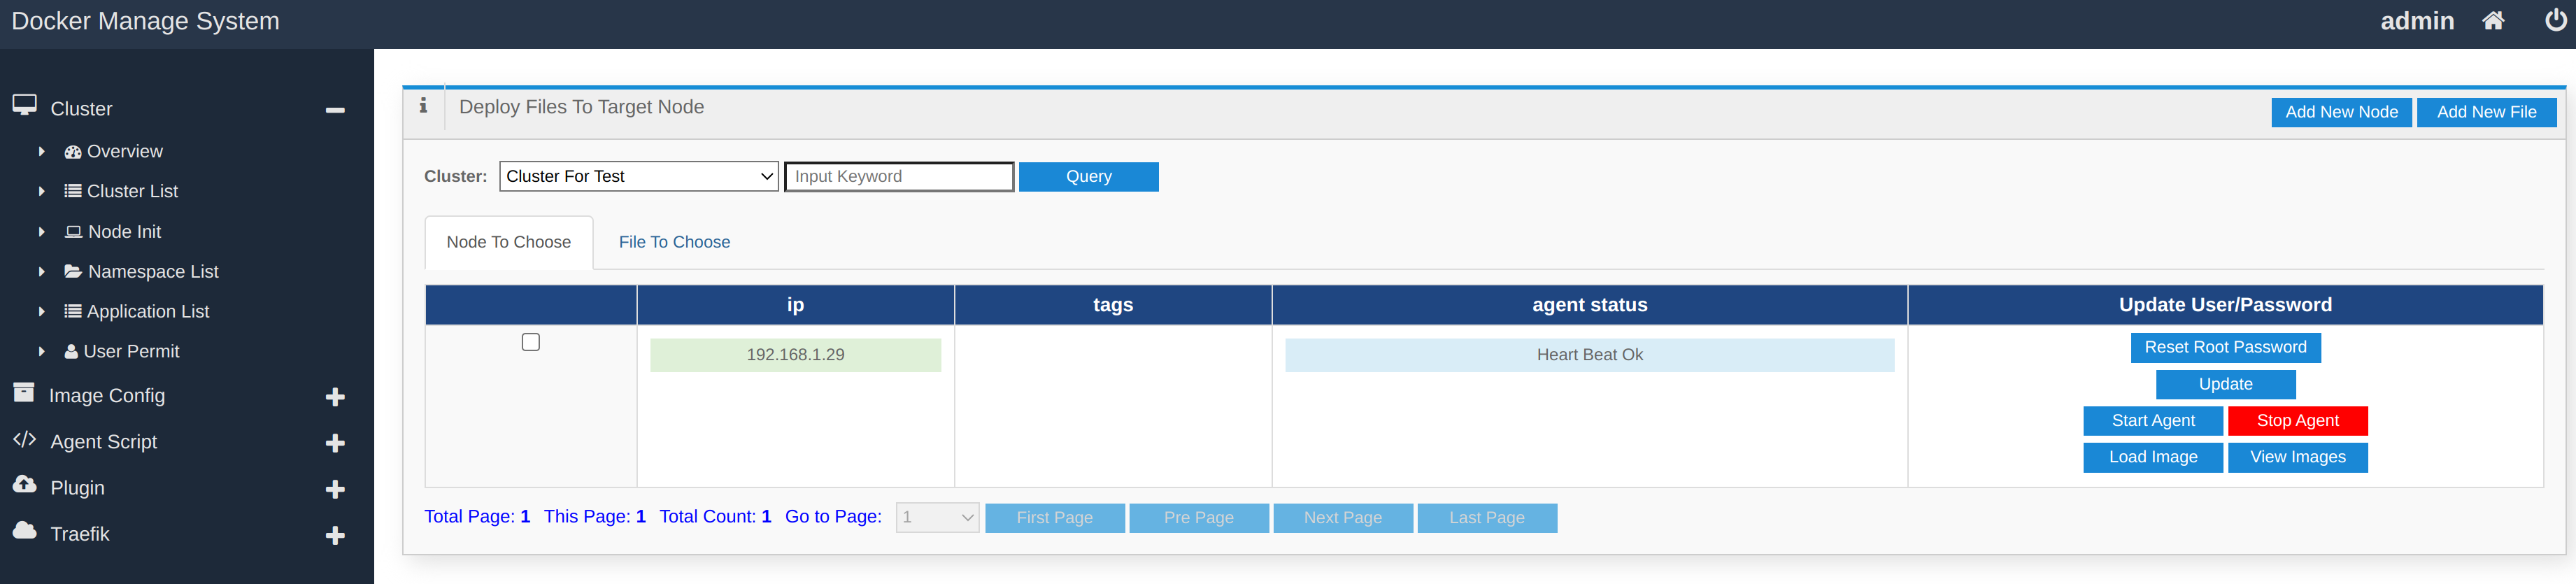 Docker Manage System
admin
Cluster
Overview
Cluster List
Node Init
Namespace List
Application List
User Permit
Image Config
Agent Script
Plugin
Traefik
Deploy Files To Target Node
Add New Node
Add New File
Cluster: Cluster For Test Input Keyword Query
Node To Choose File To Choose
ip tags agent status Update User/Password
192.168.1.29 Heart Beat Ok
Reset Root Password
Update
Start Agent Stop Agent
Load Image View Images
Total Page: 1 This Page: 1 Total Count: 1 Go to Page: 1 First Page Pre Page Next Page Last Page